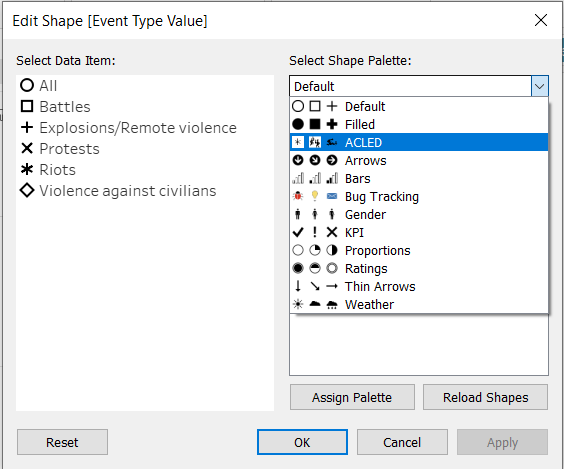 Edit Shape [Event Type Value]
Select Data Item:
All
Battles
Explosions/Remote violence
Protests
Riots
Violence against civilians
Select Shape Palette:
Default
Default
Filled
ACLED
Arrows
Bars
Bug Tracking
Gender
KPI
Proportions
Ratings
Thin Arrows
Weather
Assign Palette
Reload Shapes
Reset
OK
Cancel
Apply